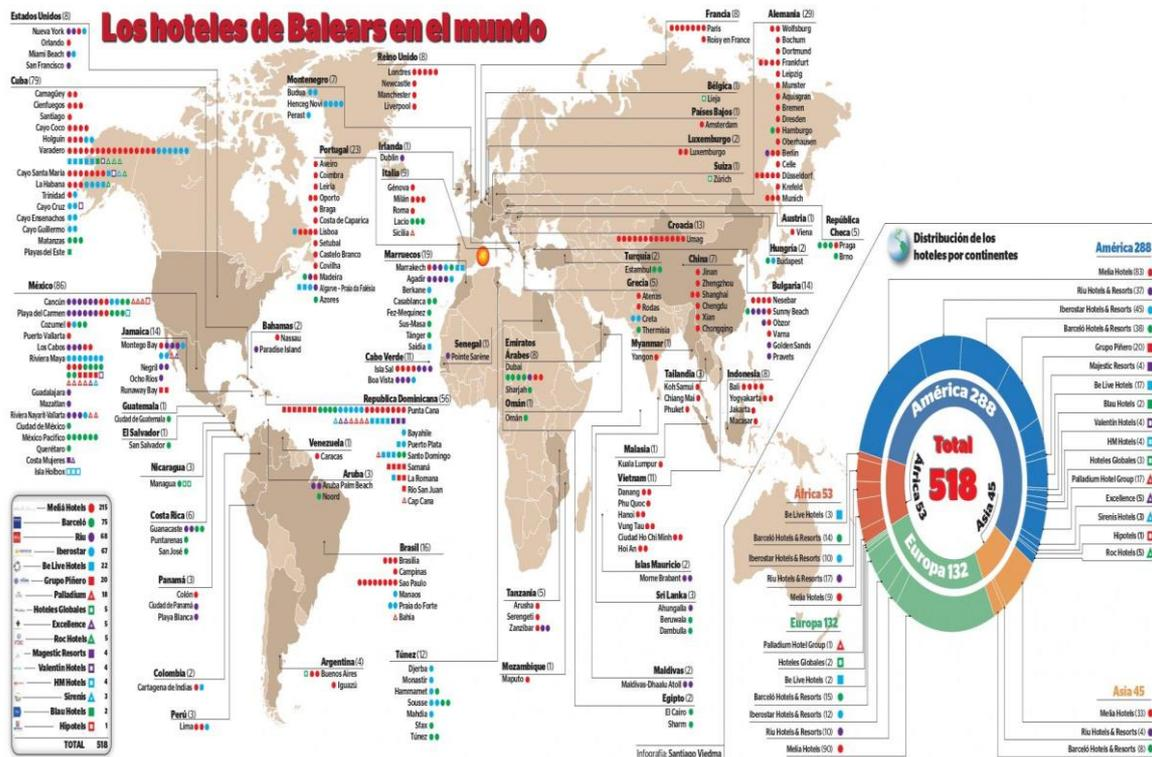 Los hoteles de Balears en el mundo
Estados Unidos (8)
Nueva York
Orlando
Miami Beach
San Francisco
Cuba (79)
Camagüey
Cienfuegos
Santiago
Cayo Coco
Holguin
Varadero
Cayo Santa María
La Habana
Trinidad
Cayo Cruz
Cayo Ensenachos
Cayo Guillermo
Matanzas
Playas del Este
México (86)
Cancún
Playa del Carmen
Cozumel
Puerto Vallarta
Los Cabos
Riviera Maya
Guadalajara
Mazatlan
Riviera Nayarit-Vallarta
Ciudad de México
México Pacífico
Querétaro
Costa Mujeres
Isla Holbox
Jamaica (14)
Montego Bay
Negril
Ocho Rios
Runaway Bay
Guatemala (1)
Ciudad de Guatemala
El Salvador (1)
San Salvador
Nicaragua (3)
Managua
Costa Rica (6)
Guanacaste
Puntarenas
San José
Panamá (3)
Colón
Ciudad de Panamá
Playa Blanca
Colombia (2)
Cartagena de Indias
Perú (3)
Lima
Bahamas (2)
Nassau
Paradise Island
Republica Dominicana (56)
Punta Cana
Bayahíle
Puerto Plata
Santo Domingo
Samaná
La Romana
Río San Juan
Cap Cana
Venezuela (1)
Caracas
Aruba (3)
Aruba Palm Beach
Noord
Brasil (16)
Brasilia
Campinas
Sao Paulo
Manaos
Praia do Forte
Bahia
Argentina (4)
Buenos Aires
Iguazú
Montenegro (7)
Budua
Henceg Novi
Perast
Portugal (23)
Aveiro
Coimbra
Leiria
Oporto
Braga
Costa de Caparica
Lisboa
Setubal
Castelo Branco
Covilha
Madeira
Algarve - Praia da Falésia
Azores
Reino Unido (8)
Londres
Newcastle
Manchester
Liverpool
Irlanda (1)
Dublin
Italia (9)
Génova
Milán
Roma
Lacio
Sicilia
Marruecos (19)
Marrakech
Agadir
Berkane
Casablanca
Fez-Mequinez
Sus-Masa
Tánger
Saidia
Cabo Verde (11)
Isla Sal
Boa Vista
Senegal (1)
Pointe Sarène
Túnez (12)
Djerba
Monastir
Hammamet
Sousse
Mahdia
Sfax
Túnez
Francia (8)
Paris
Roisy en France
Bélgica (1)
Lieja
Países Bajos (1)
Amsterdam
Luxemburgo (2)
Luxemburgo
Suiza (1)
Zúrich
Alemania (29)
Wolfsburg
Bochum
Dortmund
Frankfurt
Leipzig
Munster
Aquisgran
Bremen
Dresden
Hamburgo
Oberhausen
Berlin
Celle
Düsseldorf
Krefeld
Munich
Austria (1)
Viena
República
Checa (5)
Praga
Brno
Hungría (2)
Budapest
Croacia (13)
Umag
Turquía (2)
Estambul
Grecia (5)
Atenas
Rodas
Creta
Thermisia
China (7)
Jinan
Zhengzhou
Shanghai
Chengdu
Xian
Chongqing
Bulgaria (14)
Nesebar
Sunny Beach
Obzor
Varna
Golden Sands
Pravets
Emiratos
Árabes (8)
Dubai
Sharjah
Omán (1)
Omán
Myanmar (1)
Yangon
Tailandia (3)
Koh Samui
Chiang Mai
Phuket
Indonesia (8)
Bali
Yogyakarta
Jakarta
Macasar
Malasia (1)
Kuala Lumpur
Vietnam (11)
Danang
Phu Quoc
Hanoi
Vung Tau
Ciudad Ho Chi Minh
Hoi An
Islas Mauricio (2)
Morne Brabant
Sri Lanka (3)
Ahungalla
Beruwala
Dambulla
Maldivas (2)
Maldivas-Dhaalu Atoll
Egipto (2)
El Cairo
Sharm
Tanzania (5)
Arusha
Serengeti
Zanzibar
Mozambique (1)
Maputo
Meliá Hotels 215
Barceló 75
Riu 68
Iberostar 67
Be Live Hotels 22
Grupo Piñero 20
Palladium 18
Hoteles Globales 5
Excellence 5
Roc Hotels 5
Magestic Resorts 4
Valentin Hotels 4
HM Hotels 4
Sirenis 3
Blau Hotels 2
Hipotels 1
TOTAL 518
Distribución de los
hoteles por continentes
América 288
Melia Hotels (83)
Riu Hotels (37)
Iberostar Hotels & Resorts (45)
Barceló Hotels & Resorts (38)
Grupo Piñero (20)
Majestic Resorts (4)
Be Live Hotels (17)
Blau Hotels (2)
Valentin Hotels (4)
HM Hotels (4)
Hoteles Globales (3)
Palladium Hotel Group (17)
Excellence (5)
Sirenis Hotels (3)
Hipotels (1)
Roc Hotels (5)
América 288
África 53
Europa 132
Asia 45
Total
518
África 53
Be Live Hotels (3)
Barceló Hotels & Resorts (14)
Iberostar Hotels & Resorts (10)
Riu Hotels & Resorts (17)
Melia Hotels (9)
Europa 132
Palladium Hotel Group (1)
Hoteles Globales (2)
Be Live Hotels (2)
Barceló Hotels & Resorts (15)
Iberostar Hotels & Resorts (12)
Riu Hotels & Resorts (10)
Melia Hotels (90)
Asia 45
Melia Hotels (33)
Riu Hotels & Resorts (4)
Barceló Hotels & Resorts (8)
Infografía: Santiago Viedma